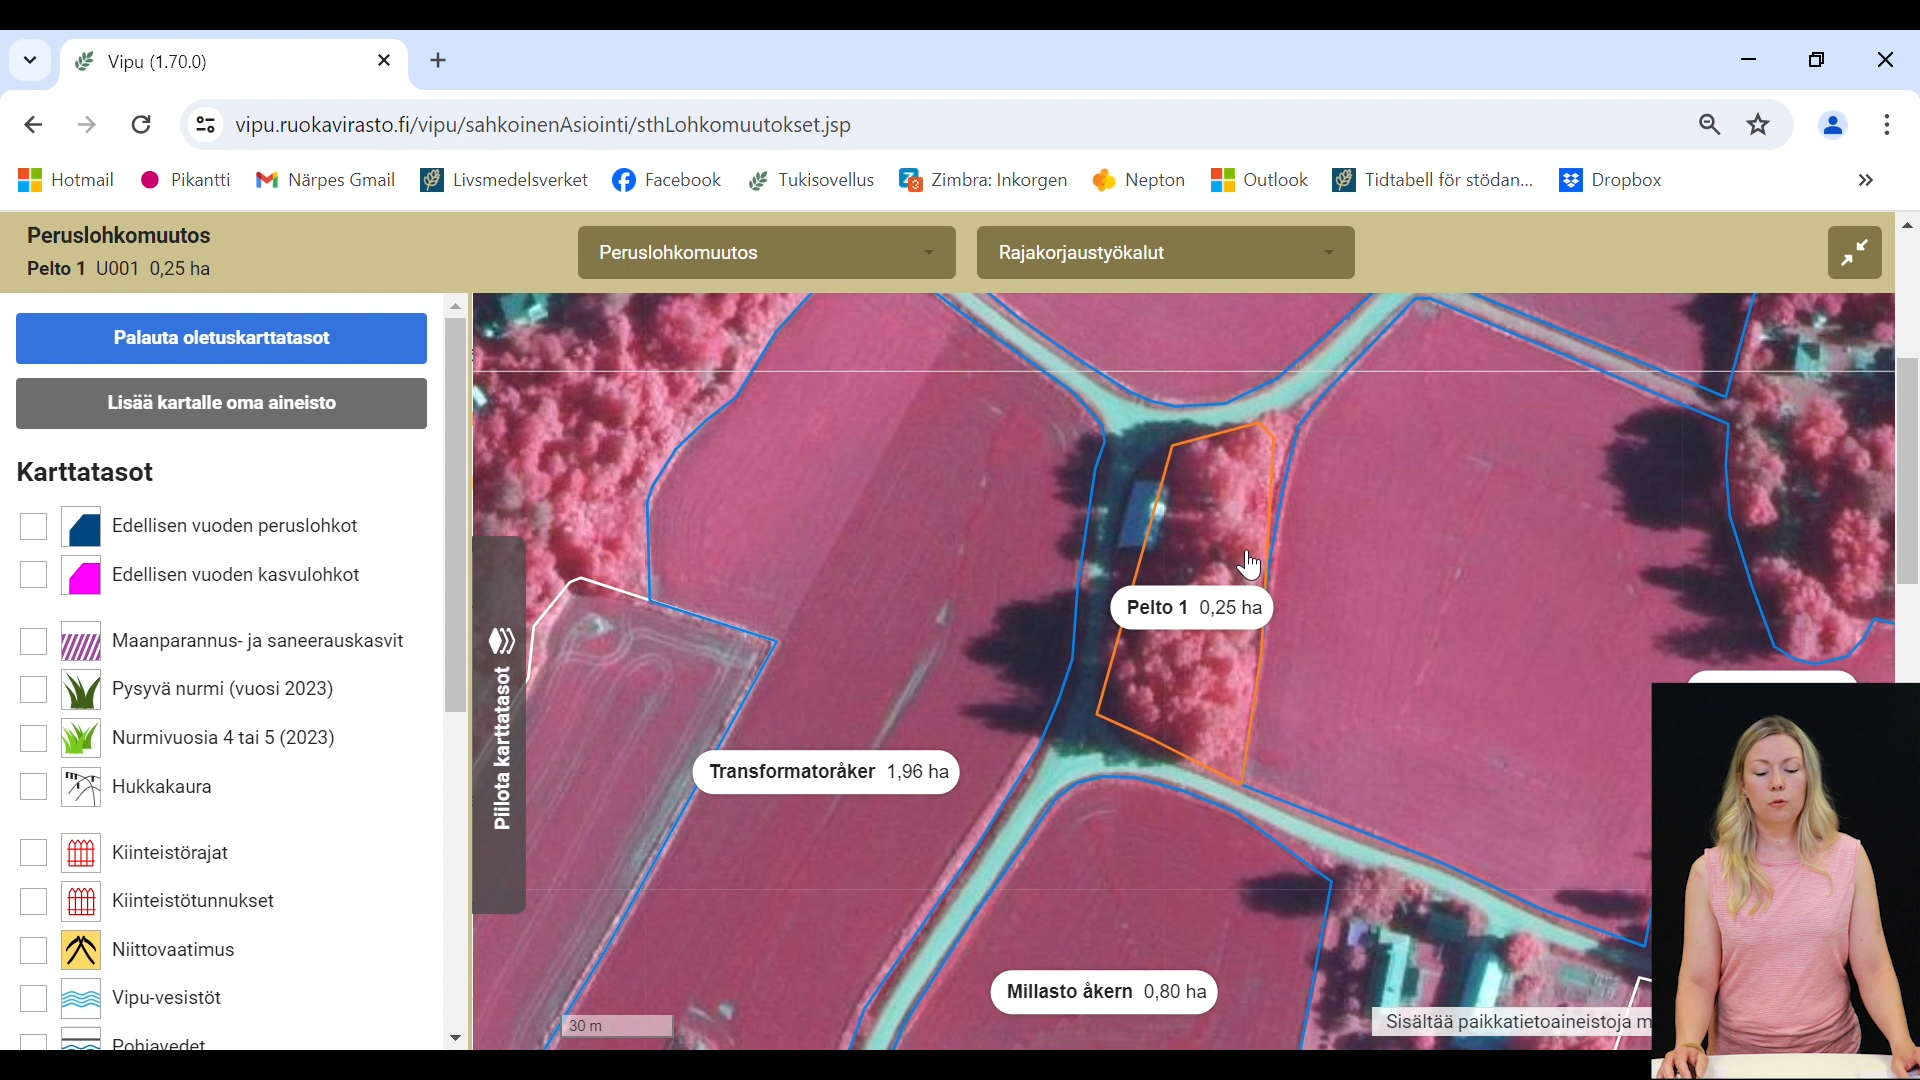 Vipu (1.70.0)
vipu.ruokavirasto.fi/vipu/sahkoinenAsiointi/sthLohkomuutokset.jsp
Hotmail
Pikantti
Närpes Gmail
Livsmedelsverket
Facebook
Tukisovellus
Zimbra: Inkorgen
Nepton
Outlook
Tidtabell för stödan...
Dropbox
Peruslohkomuutos
Pelto 1 U001 0,25 ha
Peruslohkomuutos
Rajakorjaustyökalut
Palauta oletuskarttatasot
Lisää kartalle oma aineisto
Karttatasot
Edellisen vuoden peruslohkot
Edellisen vuoden kasvulohkot
Maanparannus- ja saneerauskasvit
Pysyvä nurmi (vuosi 2023)
Nurmivuosia 4 tai 5 (2023)
Hukkakaura
Kiinteistörajat
Kiinteistötunnukset
Niittovaatimus
Vipu-vesistöt
Pohjavedet
Piilota karttatasot
Pelto 1 0,25 ha
Transformatoråker 1,96 ha
Millasto åkern 0,80 ha
30 m
Sisältää paikkatietoaineistoja m